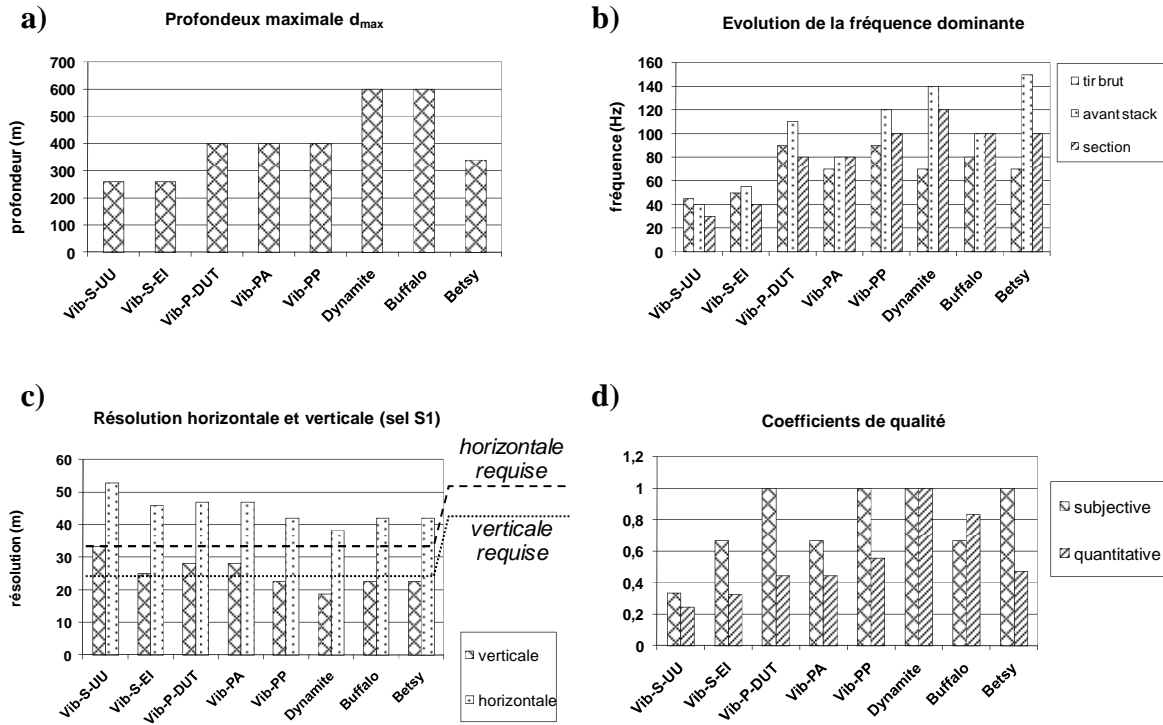 a)
Profondeux maximale dmax
profondeur (m)
700
600
500
400
300
200
100
0
Vib-S-UU
Vib-S-EI
Vib-P-DUT
Vib-PA
Vib-PP
Dynamite
Buffalo
Betsy
b)
Evolution de la fréquence dominante
fréquence (Hz)
160
140
120
100
80
60
40
20
0
Vib-S-UU
Vib-S-EI
Vib-P-DUT
Vib-PA
Vib-PP
Dynamite
Buffalo
Betsy
tir brut
avant stack
section
c)
Résolution horizontale et verticale (sel S1)
résolution (m)
60
50
40
30
20
10
0
Vib-S-UU
Vib-S-EI
Vib-P-DUT
Vib-PA
Vib-PP
Dynamite
Buffalo
Betsy
horizontale
requise
verticale
requise
verticale
horizontale
d)
Coefficients de qualité
1,2
1
0,8
0,6
0,4
0,2
0
Vib-S-UU
Vib-S-EI
Vib-P-DUT
Vib-PA
Vib-PP
Dynamite
Buffalo
Betsy
subjective
quantitative